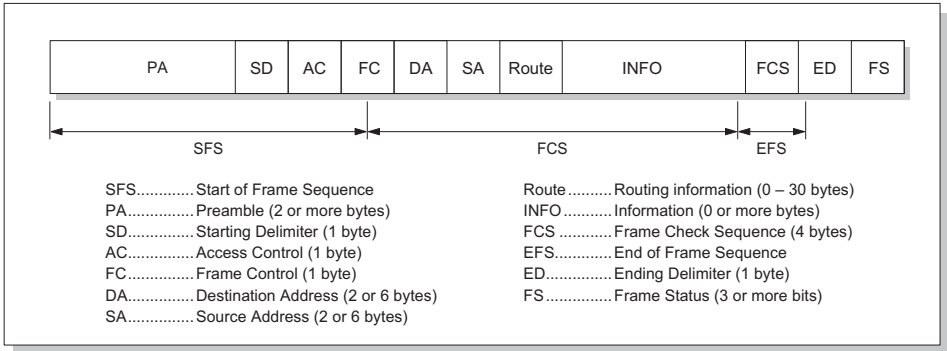 PA SD AC FC DA SA Route INFO FCS ED FS
SFS FCS EFS
SFS.............Start of Frame Sequence
PA...............Preamble (2 or more bytes)
SD...............Starting Delimiter (1 byte)
AC...............Access Control (1 byte)
FC...............Frame Control (1 byte)
DA...............Destination Address (2 or 6 bytes)
SA...............Source Address (2 or 6 bytes)
Route..........Routing information (0 – 30 bytes)
INFO...........Information (0 or more bytes)
FCS ............Frame Check Sequence (4 bytes)
EFS.............End of Frame Sequence
ED...............Ending Delimiter (1 byte)
FS...............Frame Status (3 or more bits)